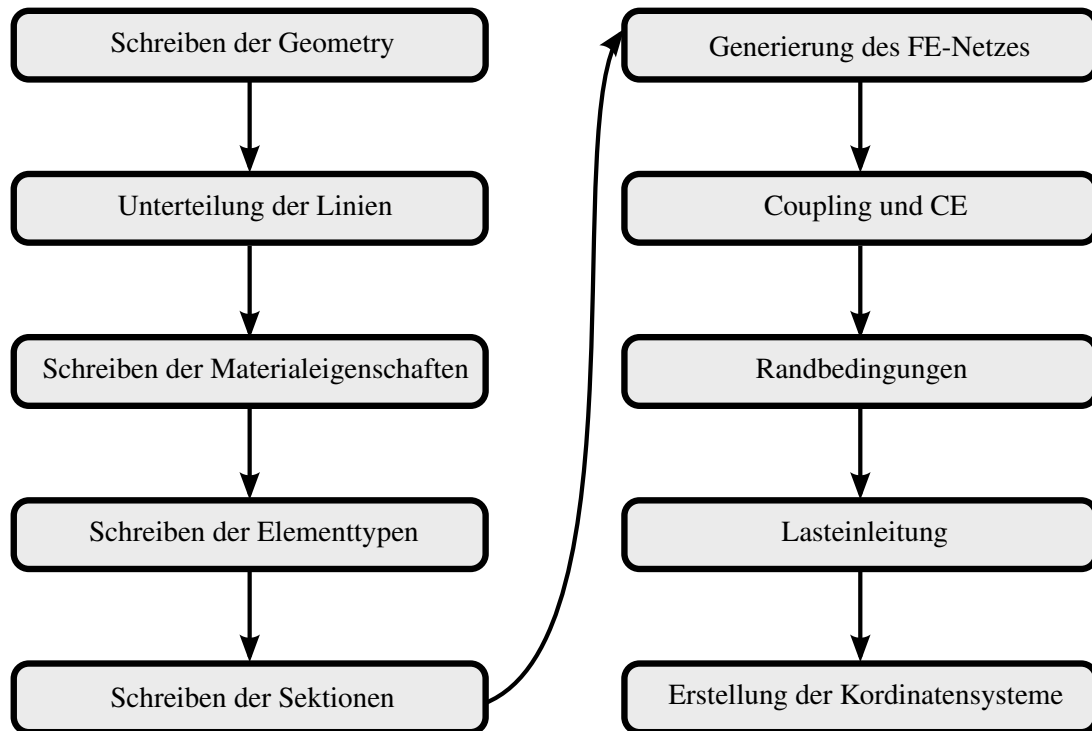 Schreiben der Geometry
Unterteilung der Linien
Schreiben der Materialeigenschaften
Schreiben der Elementtypen
Schreiben der Sektionen
Generierung des FE-Netzes
Coupling und CE
Randbedingungen
Lasteinleitung
Erstellung der Kordinatensysteme